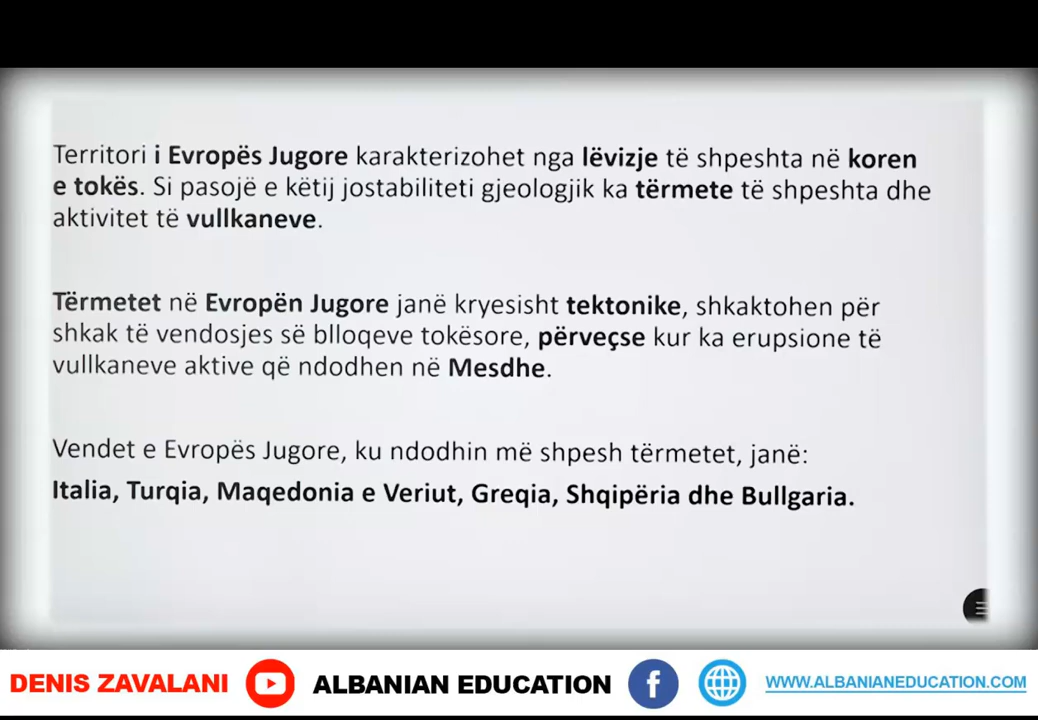 Territori i Evropës Jugore karakterizohet nga lëvizje të shpeshta në koren
e tokës. Si pasojë e këtij jostabiliteti gjeologjik ka tërmete të shpeshta dhe
aktivitet të vullkaneve.
Tërmetet në Evropën Jugore janë kryesisht tektonike, shkaktohen për
shkak të vendosjes së blloqeve tokësore, përveçse kur ka erupsione të
vullkaneve aktive që ndodhen në Mesdhe.
Vendet e Evropës Jugore, ku ndodhin më shpesh tërmetet, janë:
Italia, Turqia, Maqedonia e Veriut, Greqia, Shqipëria dhe Bullgaria.
DENIS ZAVALANI ALBANIAN EDUCATION WWW.ALBANIANEDUCATION.COM